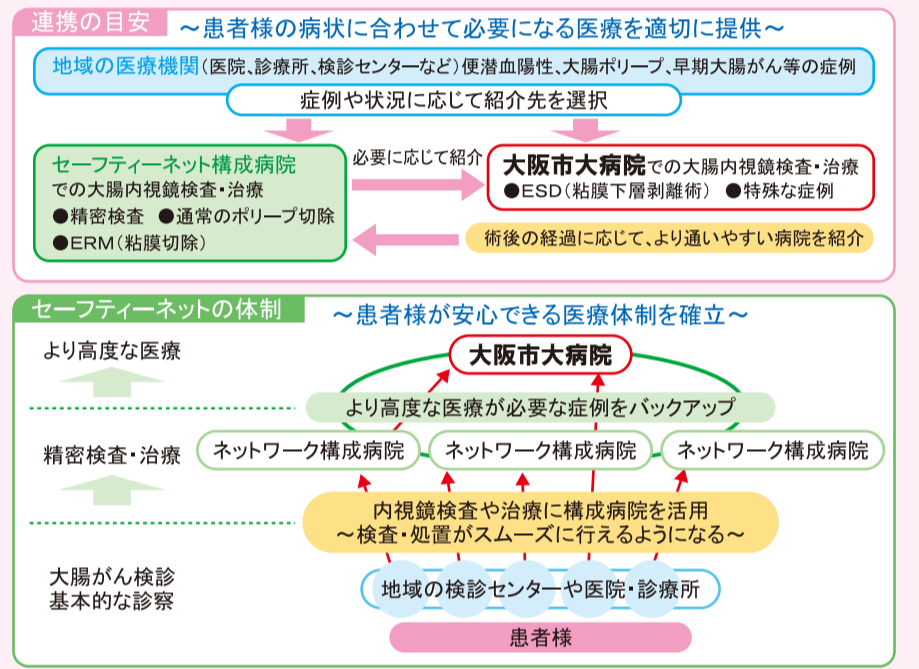 連携の目安
～患者様の病状に合わせて必要になる医療を適切に提供～
地域の医療機関（医院、診療所、検診センターなど）便潜血陽性、大腸ポリープ、早期大腸がん等の症例
症例や状況に応じて紹介先を選択
セーフティーネット構成病院
での大腸内視鏡検査・治療
●精密検査 ●通常のポリープ切除
●ERM（粘膜切除）
必要に応じて紹介
大阪市大病院での大腸内視鏡検査・治療
●ESD（粘膜下層剥離術） ●特殊な症例
術後の経過に応じて、より通いやすい病院を紹介
セーフティーネットの体制
～患者様が安心できる医療体制を確立～
より高度な医療
大阪市大病院
より高度な医療が必要な症例をバックアップ
精密検査・治療
ネットワーク構成病院
ネットワーク構成病院
ネットワーク構成病院
内視鏡検査や治療に構成病院を活用
～検査・処置がスムーズに行えるようになる～
大腸がん検診
基本的な診察
地域の検診センターや医院・診療所
患者様